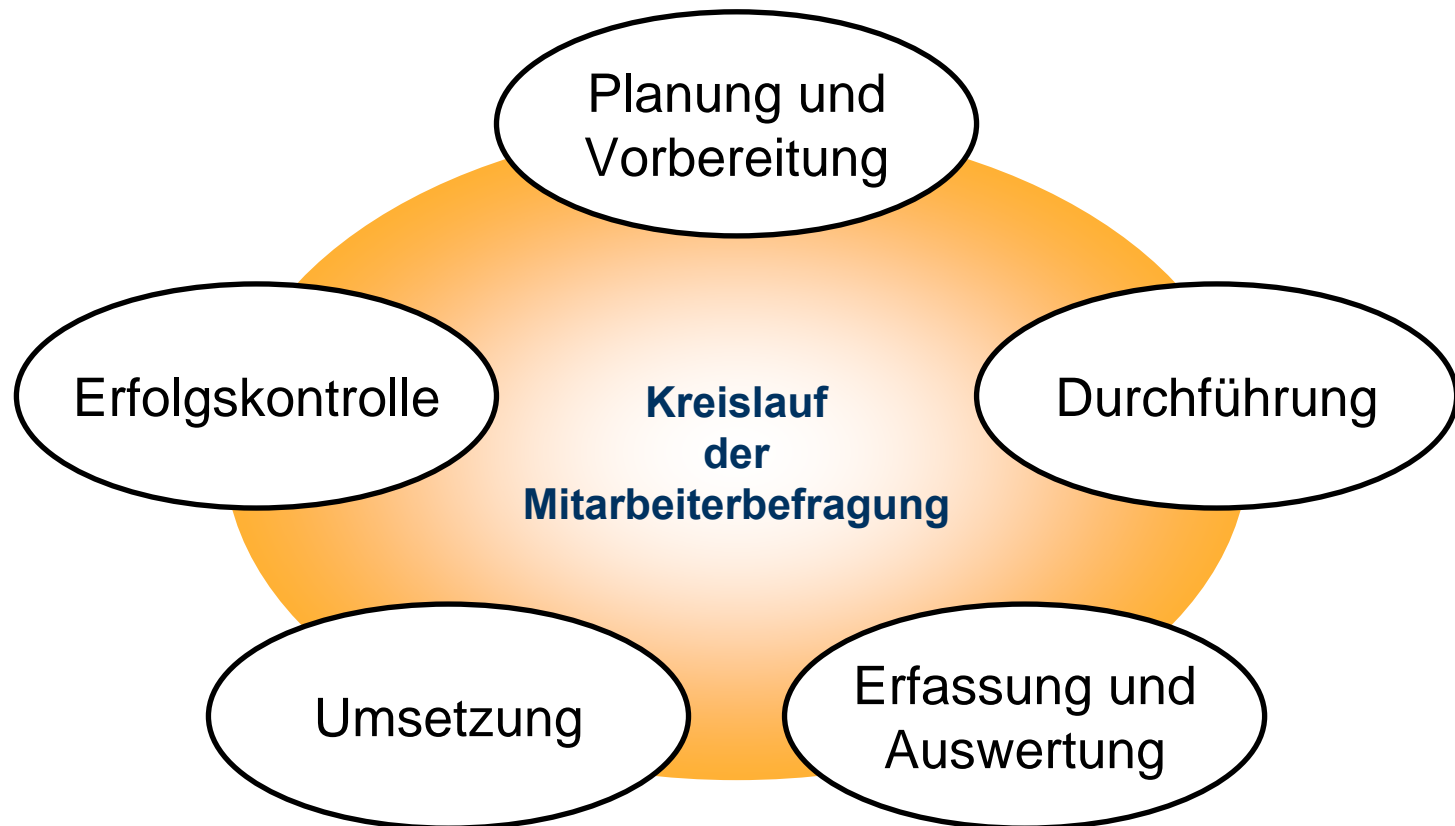 Planung und
Vorbereitung
Erfolgskontrolle
Durchführung
Kreislauf
der
Mitarbeiterbefragung
Umsetzung
Erfassung und
Auswertung